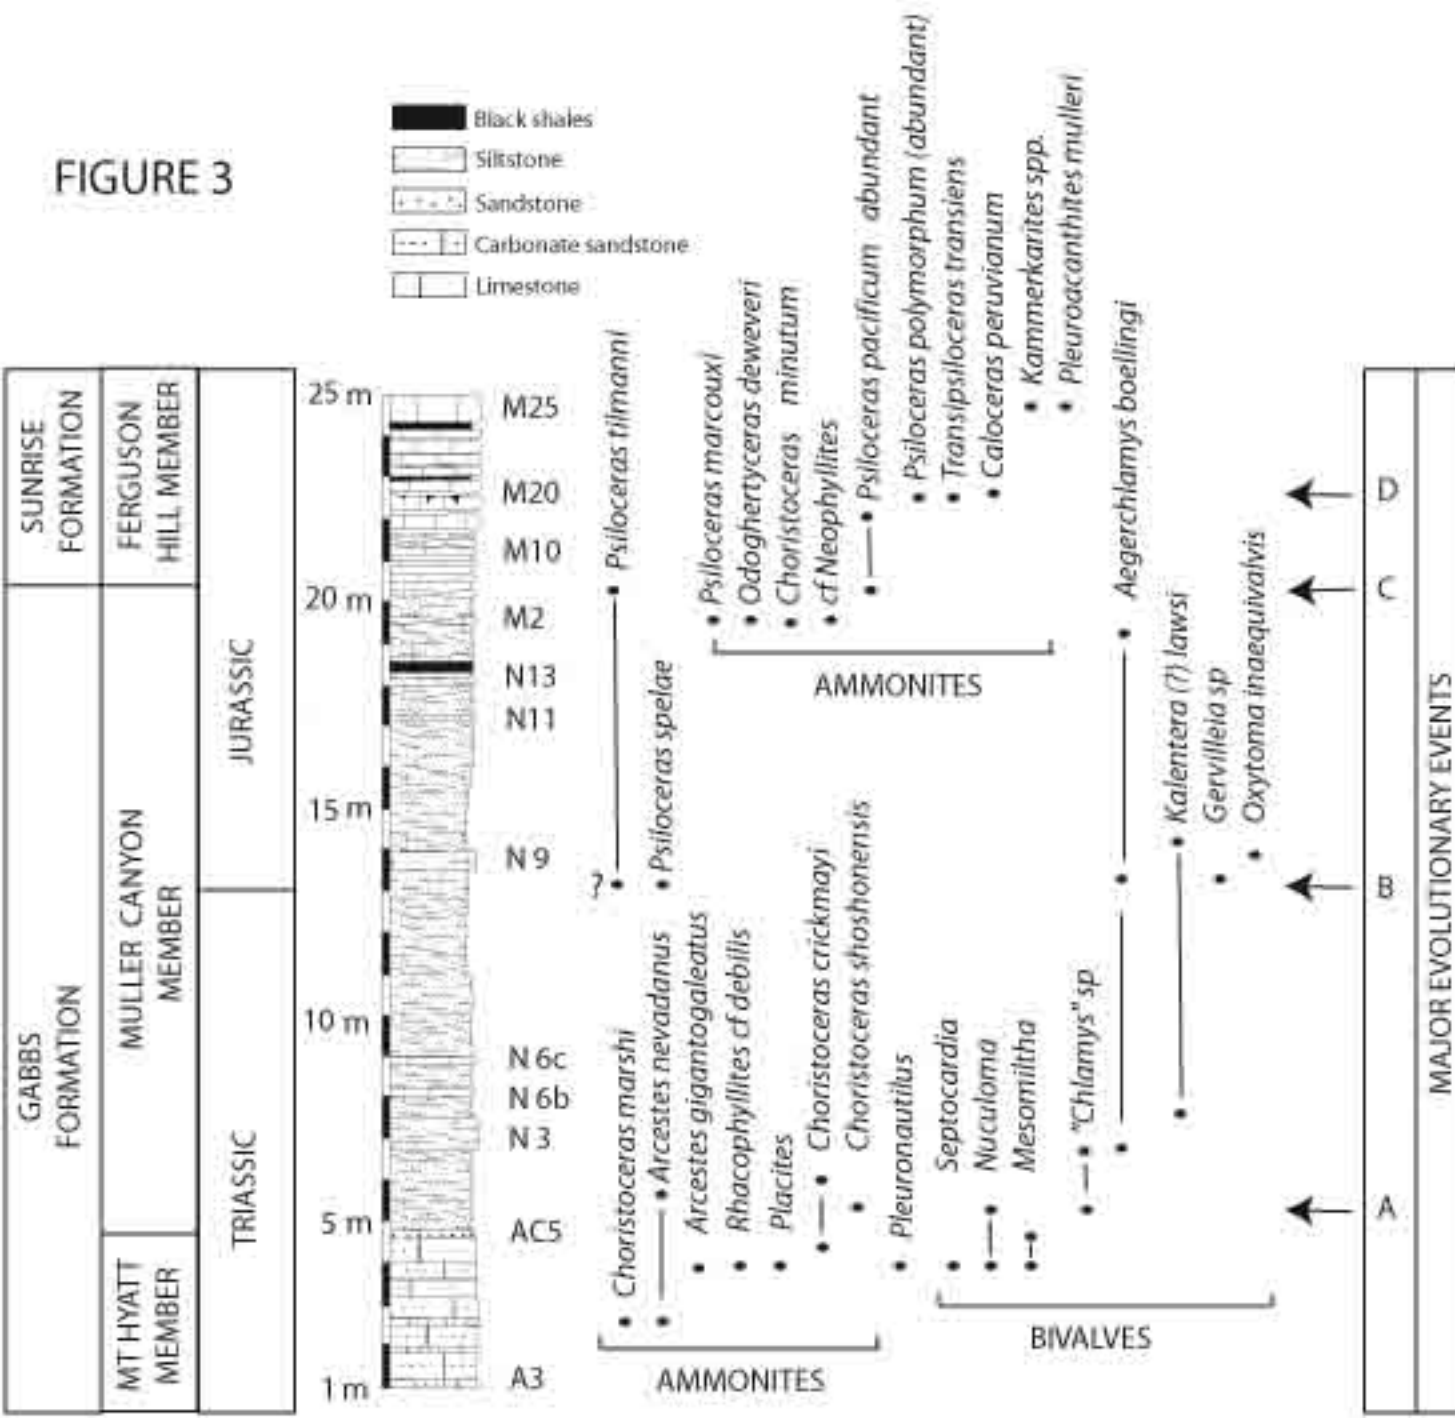 FIGURE 3
Black shales
Siltstone
Sandstone
Carbonate sandstone
Limestone
SUNRISE
FORMATION
FERGUSON
HILL MEMBER
GABBS
FORMATION
MULLER CANYON
MEMBER
MT HYATT
MEMBER
JURASSIC
TRIASSIC
25 m
20 m
15 m
10 m
5 m
1 m
M25
M20
M10
M2
N13
N11
N 9
N 6c
N 6b
N 3
AC5
A3
Psiloceras tilmanni
Psiloceras spelae
?
Psiloceras marcouxi
Odoghertyceras deweveri
Choristoceras minutum
cf Neophyllites
Psiloceras pacificum abundant
Psiloceras polymorphum (abundant)
Transipsiloceras transiens
Caloceras peruvianum
Kammerkarites spp.
Pleuroacanthites mulleri
AMMONITES
Choristoceras marshi
Arcestes nevadanus
Arcestes gigantogaleatus
Rhacophyllites cf debilis
Placites
Choristoceras crickmayi
Choristoceras shoshonensis
AMMONITES
Pleuronautilus
Septocardia
Nuculoma
Mesomiltha
"Chlamys" sp
Aegerchlamys boellingi
Kalentera (?) lawsi
Gervilleia sp
Oxytoma inaequivalvis
BIVALVES
D
C
B
A
MAJOR EVOLUTIONARY EVENTS